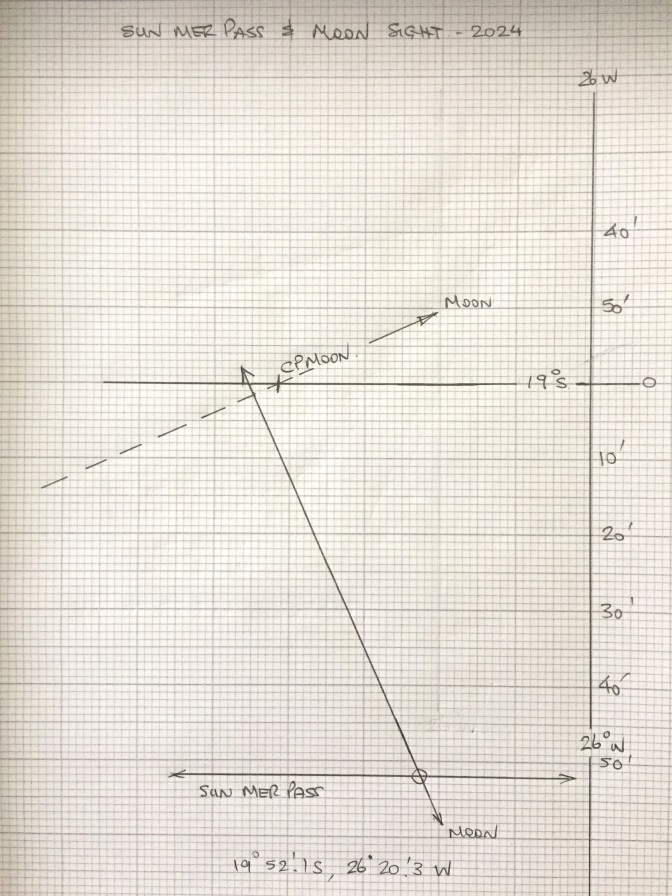 SUN MER PASS & MOON SIGHT - 2024
26 W
40'
50'
MOON
CP MOON
19°S
0
10'
20'
30'
40'
26°W
50'
SUN MER PASS
MOON
19° 52'.1S, 26° 20'.3 W